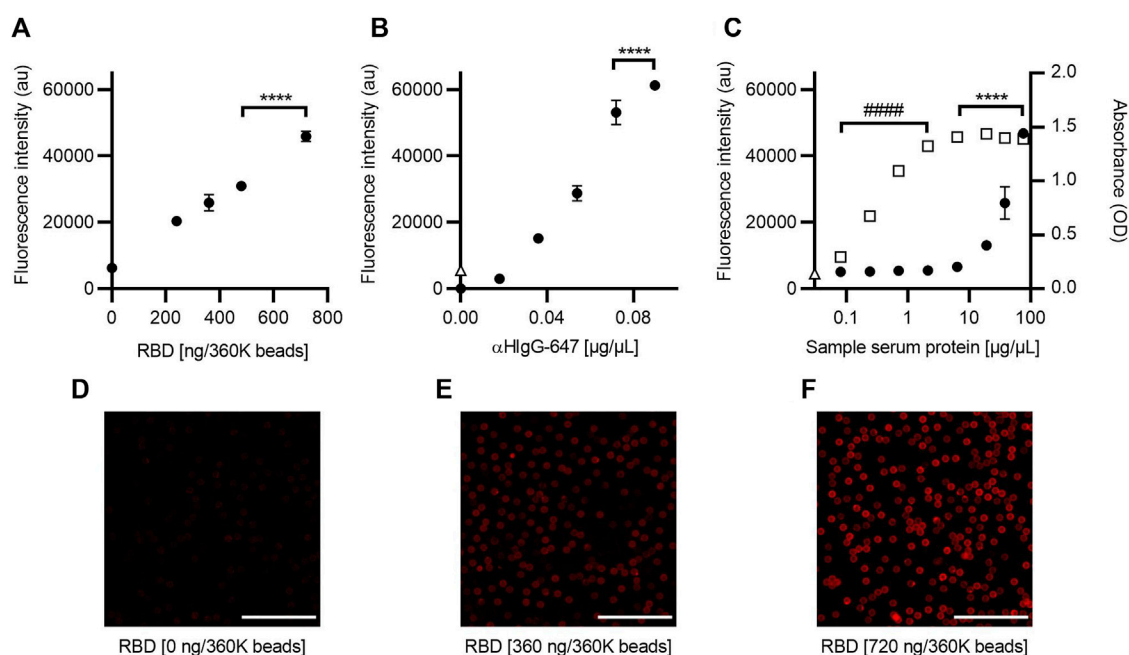 A
Fluorescence intensity (au)
60000
40000
20000
0
****
0 200 400 600 800
RBD [ng/360K beads]
B
Fluorescence intensity (au)
60000
40000
20000
0
****
0.00 0.04 0.08
αHIgG-647 [µg/µL]
C
Fluorescence intensity (au)
60000
40000
20000
0
####
****
2.0
1.5
1.0
0.5
0.0
Absorbance (OD)
0.1 1 10 100
Sample serum protein [µg/µL]
D
RBD [0 ng/360K beads]
E
RBD [360 ng/360K beads]
F
RBD [720 ng/360K beads]